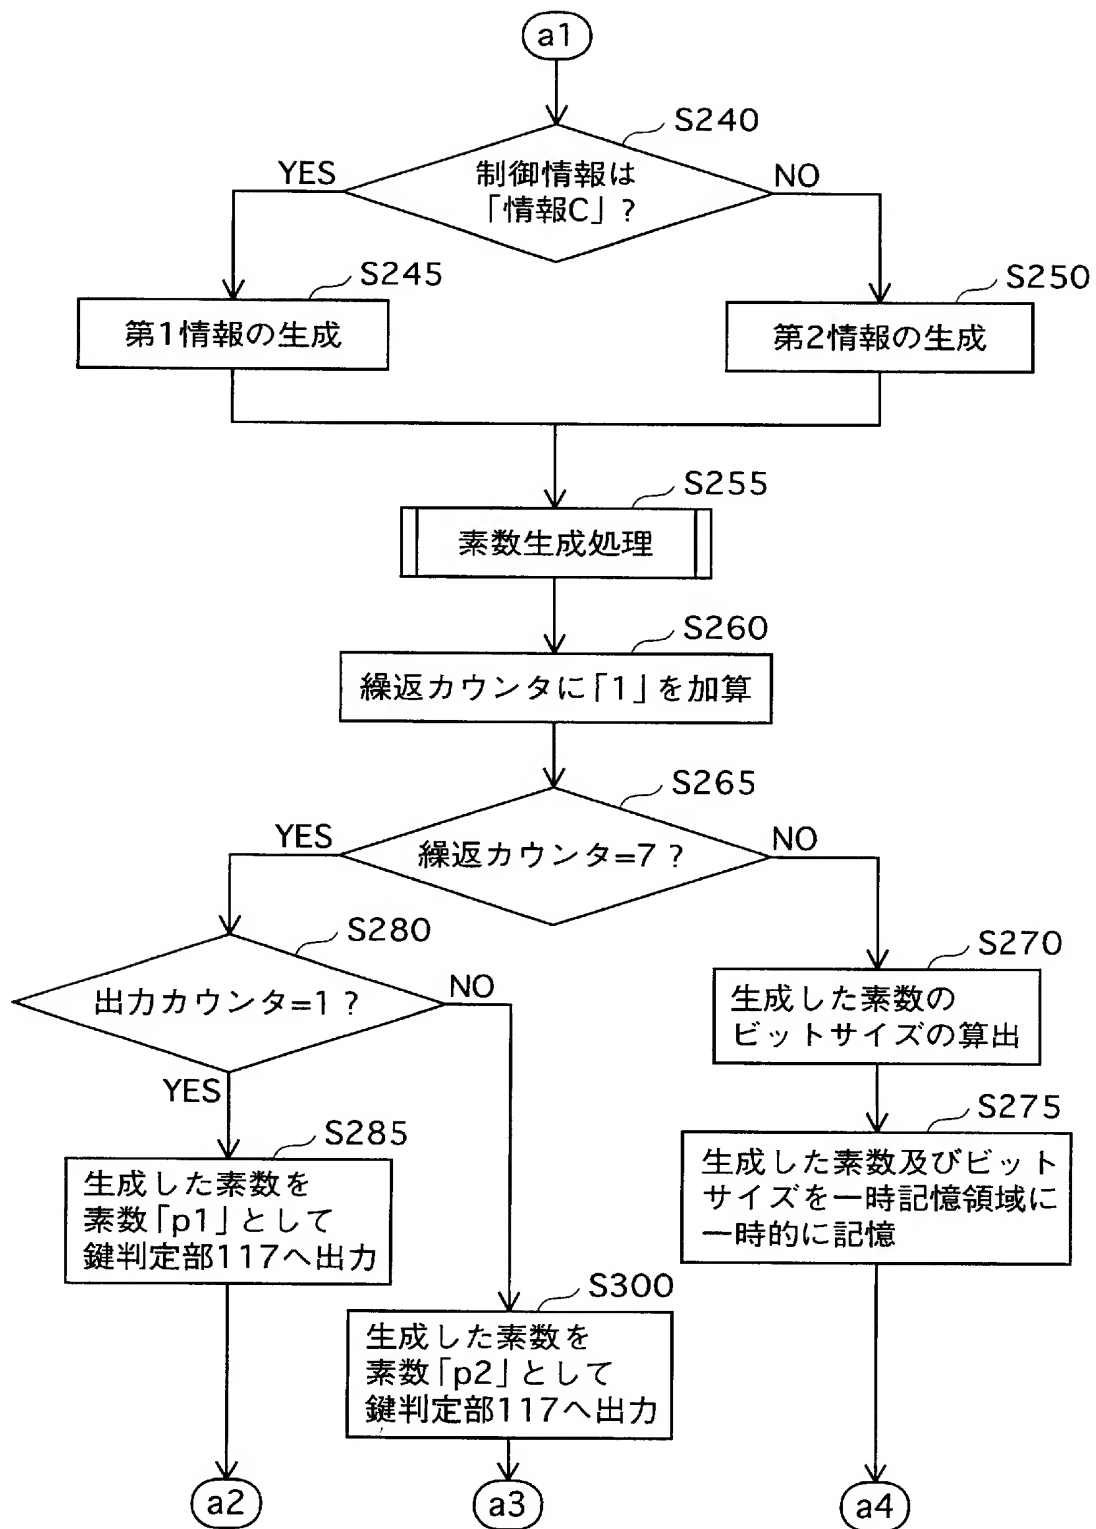 a1
S240
YES
制御情報は
「情報C」?
NO
S245
第1情報の生成
S250
第2情報の生成
S255
素数生成処理
S260
繰返カウンタに「1」を加算
S265
YES
繰返カウンタ=7?
NO
S280
出力カウンタ=1?
NO
YES
S270
生成した素数の
ビットサイズの算出
S285
生成した素数を
素数「p1」として
鍵判定部117へ出力
S275
生成した素数及びビット
サイズを一時記憶領域に
一時的に記憶
S300
生成した素数を
素数「p2」として
鍵判定部117へ出力
a2
a3
a4